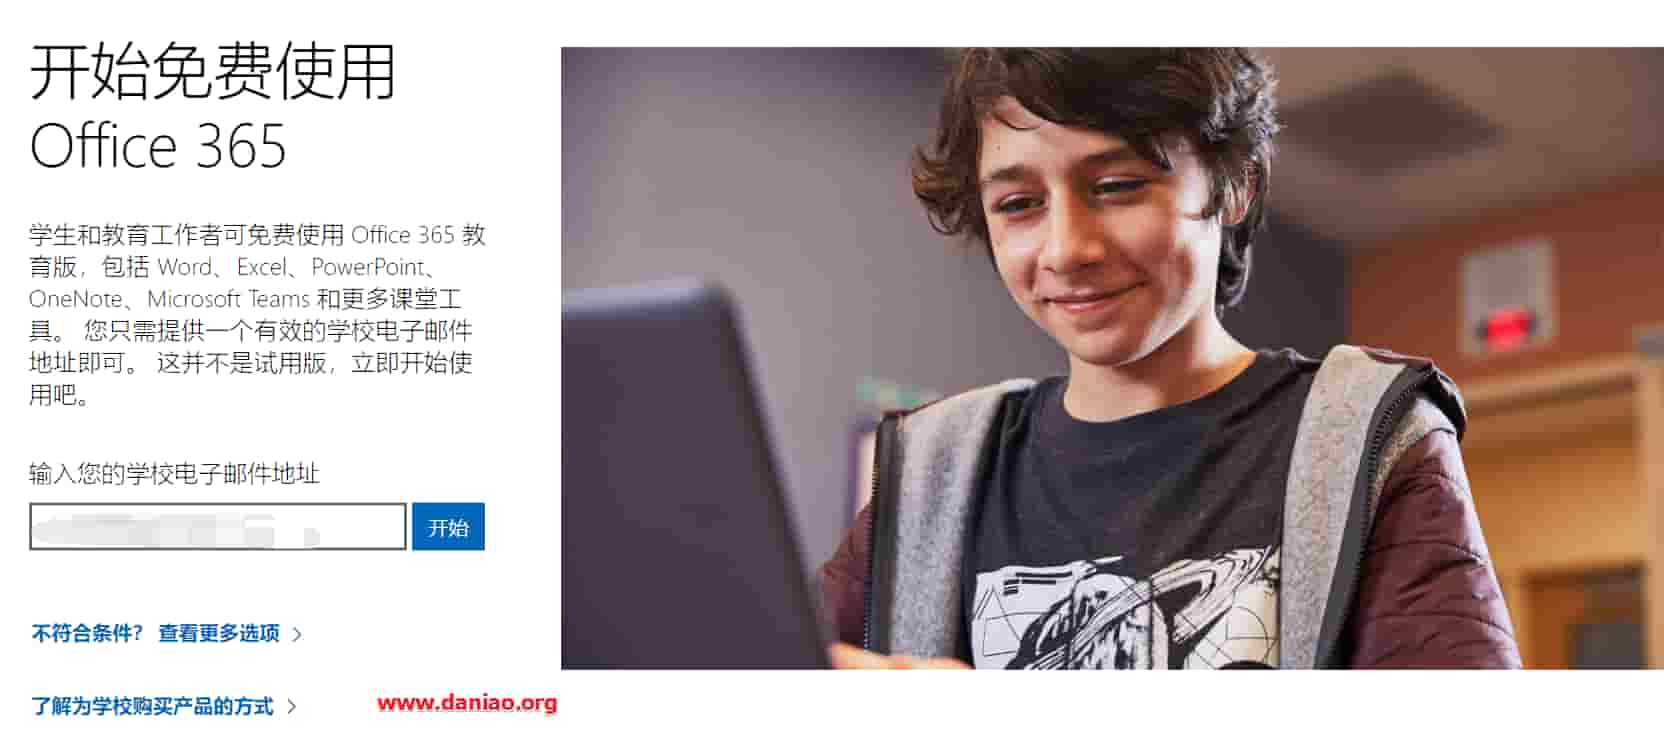 开始免费使用
Office 365
学生和教育工作者可免费使用 Office 365 教
育版，包括 Word、Excel、PowerPoint、
OneNote、Microsoft Teams 和更多课堂工
具。 您只需提供一个有效的学校电子邮件
地址即可。 这并不是试用版，立即开始使
用吧。
输入您的学校电子邮件地址
开始
不符合条件？ 查看更多选项 >
了解为学校购买产品的方式 >
www.daniao.org